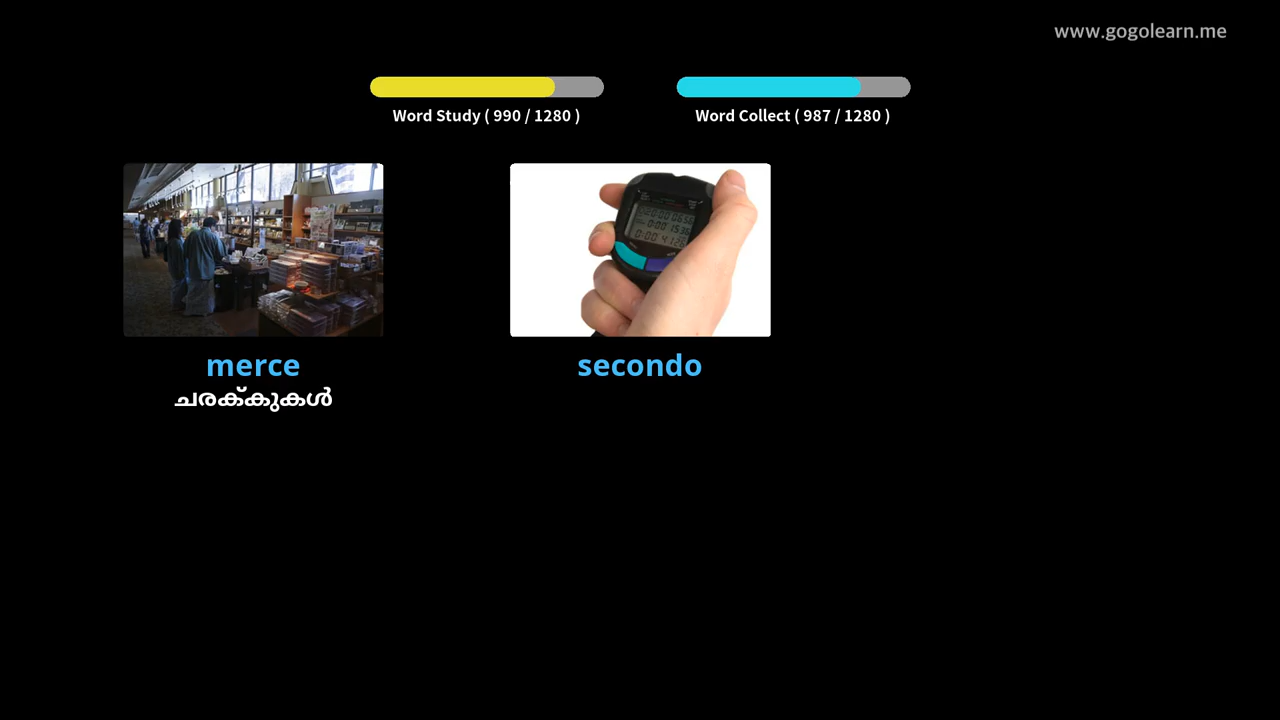 www.gogolearn.me
Word Study ( 990 / 1280 )
Word Collect ( 987 / 1280 )
merce
secondo
ചരക്കുകൾ